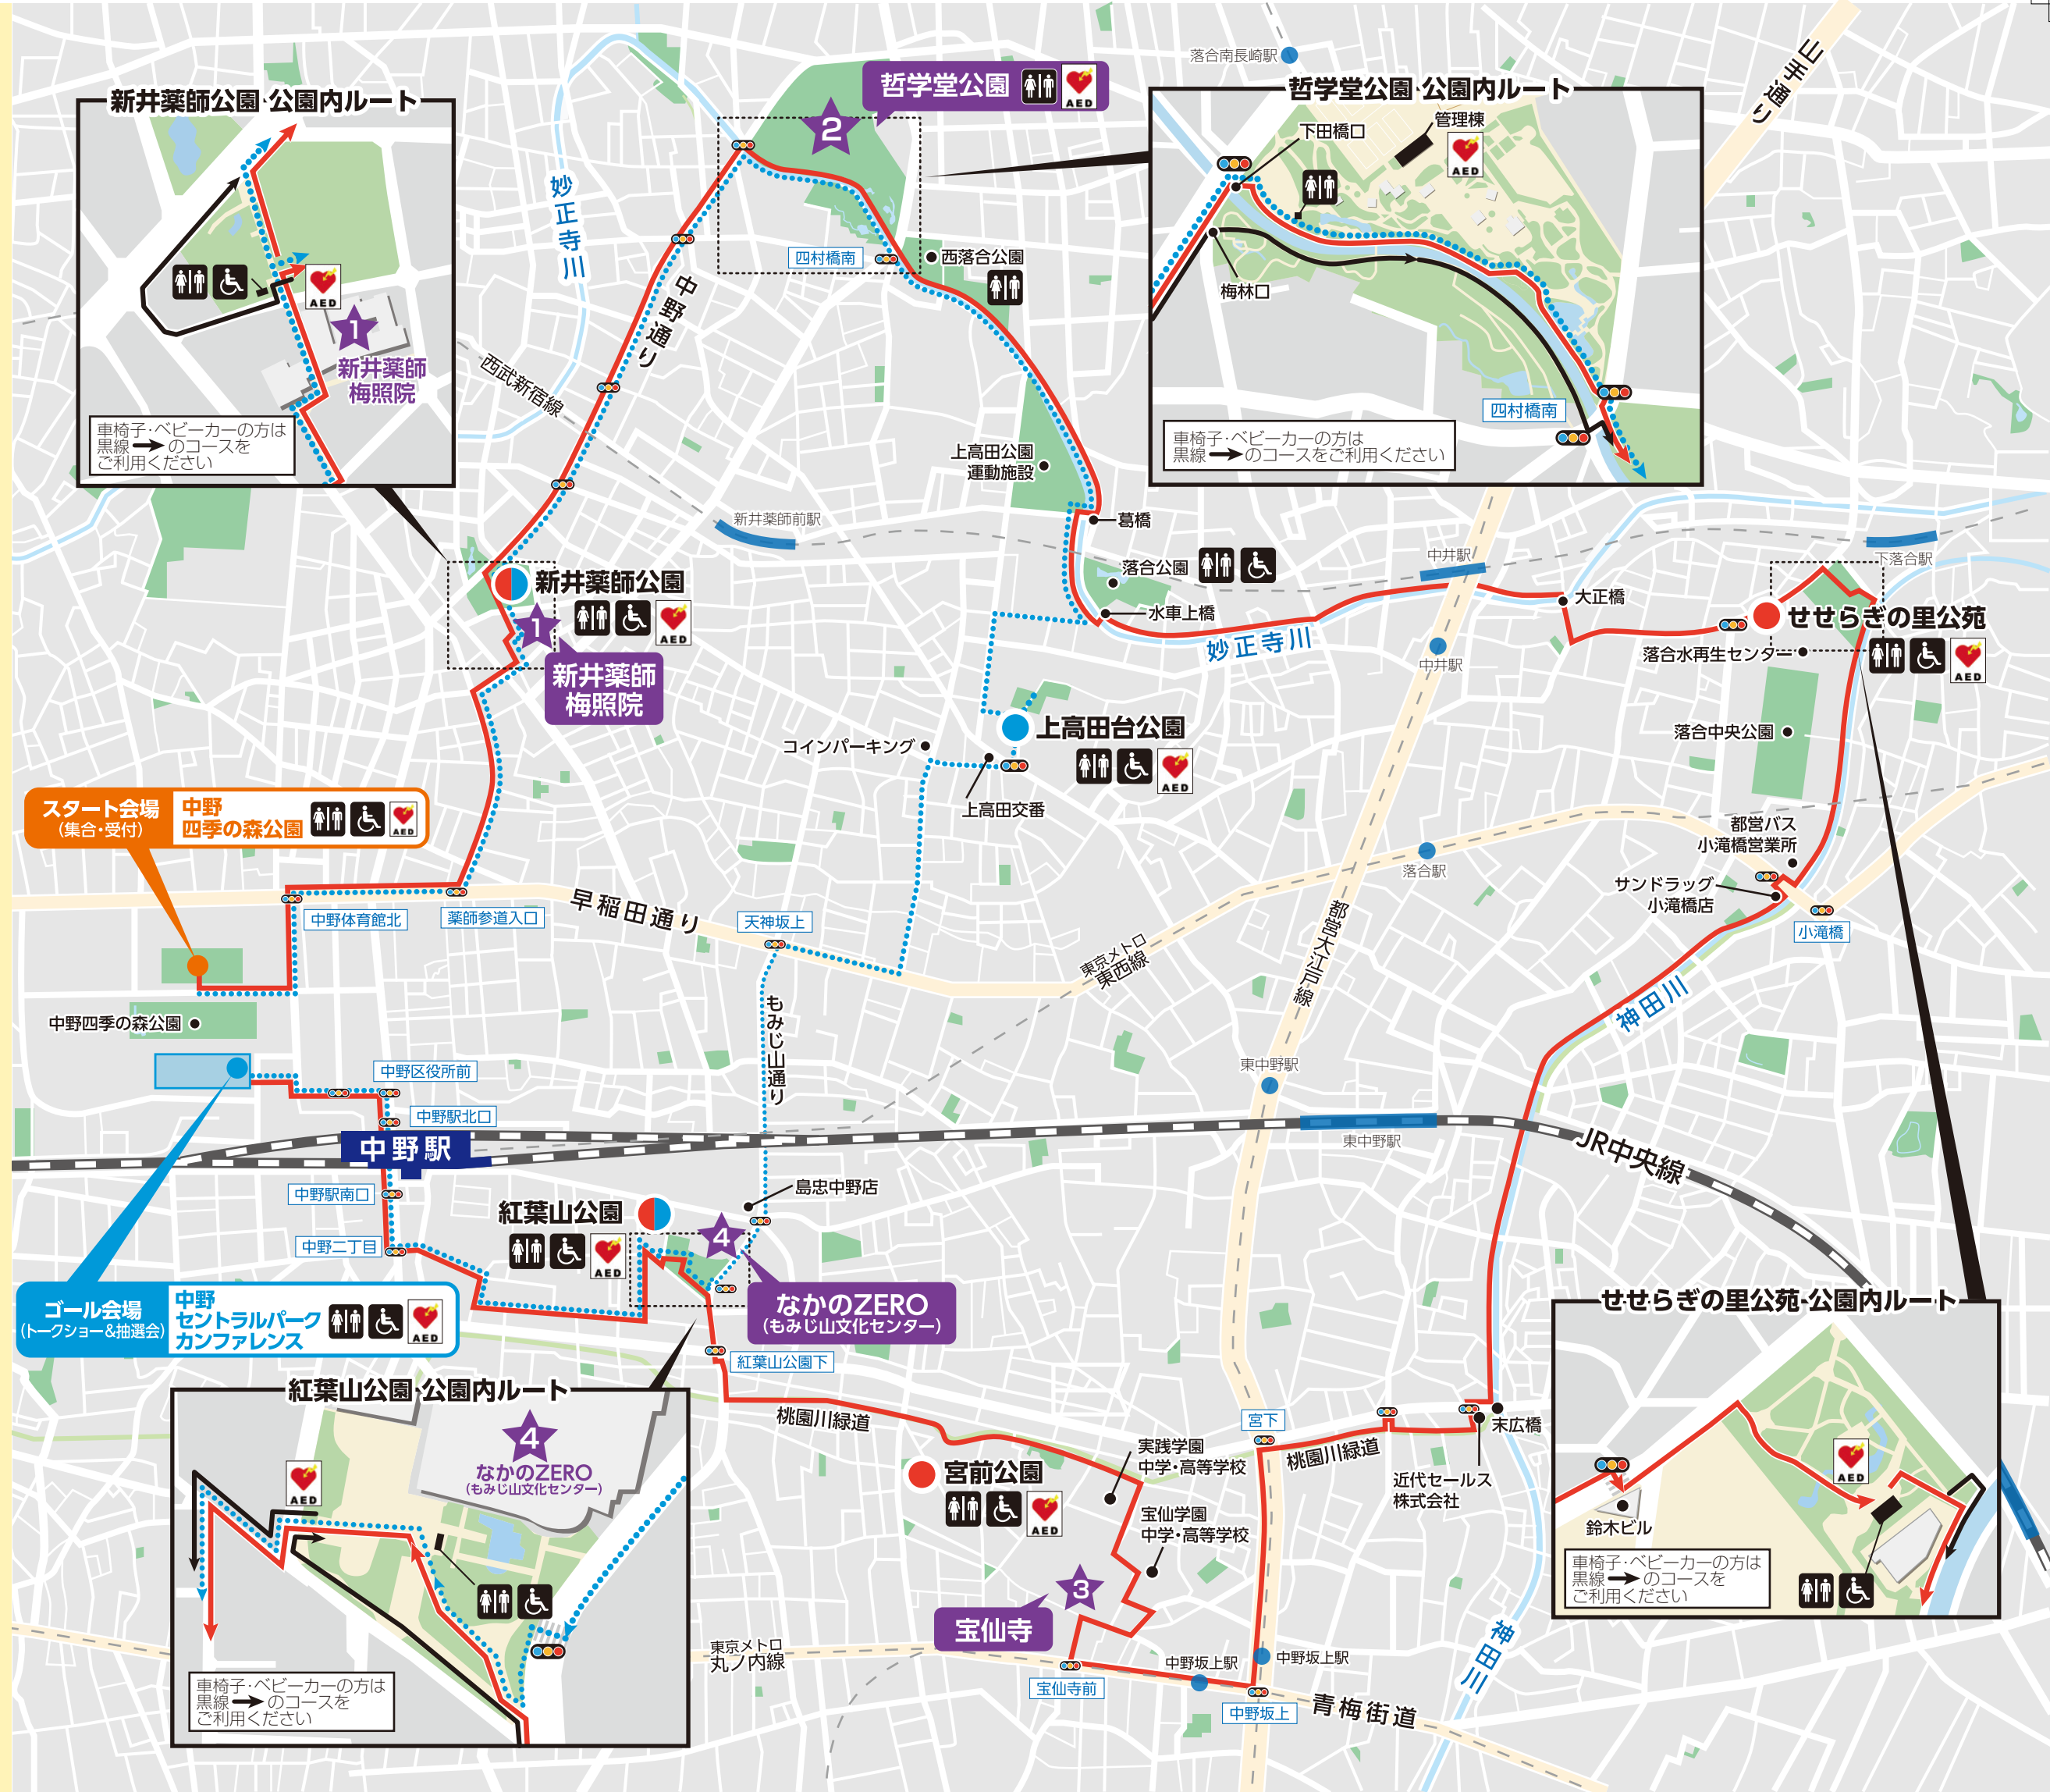 落合南長崎駅
山手通り
哲学堂公園
AED
2
新井薬師公園 公園内ルート
AED
1
新井薬師
梅照院
車椅子・ベビーカーの方は
黒線→のコースを
ご利用ください
妙正寺川
中野通り
四村橋南
西落合公園
哲学堂公園 公園内ルート
下田橋口
管理棟
AED
梅林口
四村橋南
車椅子・ベビーカーの方は
黒線→のコースをご利用ください
西武新宿線
上高田公園
運動施設
新井薬師前駅
葛橋
落合公園
中井駅
下落合駅
新井薬師公園
AED
1
新井薬師
梅照院
水車上橋
妙正寺川
大正橋
中井駅
せせらぎの里公苑
AED
落合水再生センター
落合中央公園
上高田台公園
AED
コインパーキング
上高田交番
スタート会場
(集合・受付)
中野
四季の森公園
AED
都営バス
小滝橋営業所
落合駅
サンドラッグ
小滝橋店
小滝橋
中野体育館北
薬師参道入口
早稲田通り
天神坂上
都営大江戸線
東京メトロ
東西線
神田川
中野四季の森公園
もみじ山通り
中野区役所前
中野駅北口
東中野駅
中野駅
東中野駅
JR中央線
中野駅南口
島忠中野店
中野二丁目
紅葉山公園
AED
4
なかのZERO
(もみじ山文化センター)
ゴール会場
(トークショー&抽選会)
中野
セントラルパーク
カンファレンス
AED
紅葉山公園下
桃園川緑道
宮下
桃園川緑道
末広橋
近代セールス
株式会社
実践学園
中学・高等学校
宝仙学園
中学・高等学校
宮前公園
AED
3
宝仙寺
紅葉山公園 公園内ルート
4
なかのZERO
(もみじ山文化センター)
AED
車椅子・ベビーカーの方は
黒線→のコースを
ご利用ください
せせらぎの里公苑 公園内ルート
AED
鈴木ビル
車椅子・ベビーカーの方は
黒線→のコースを
ご利用ください
東京メトロ
丸ノ内線
宝仙寺前
中野坂上駅
中野坂上駅
中野坂上
青梅街道
神田川